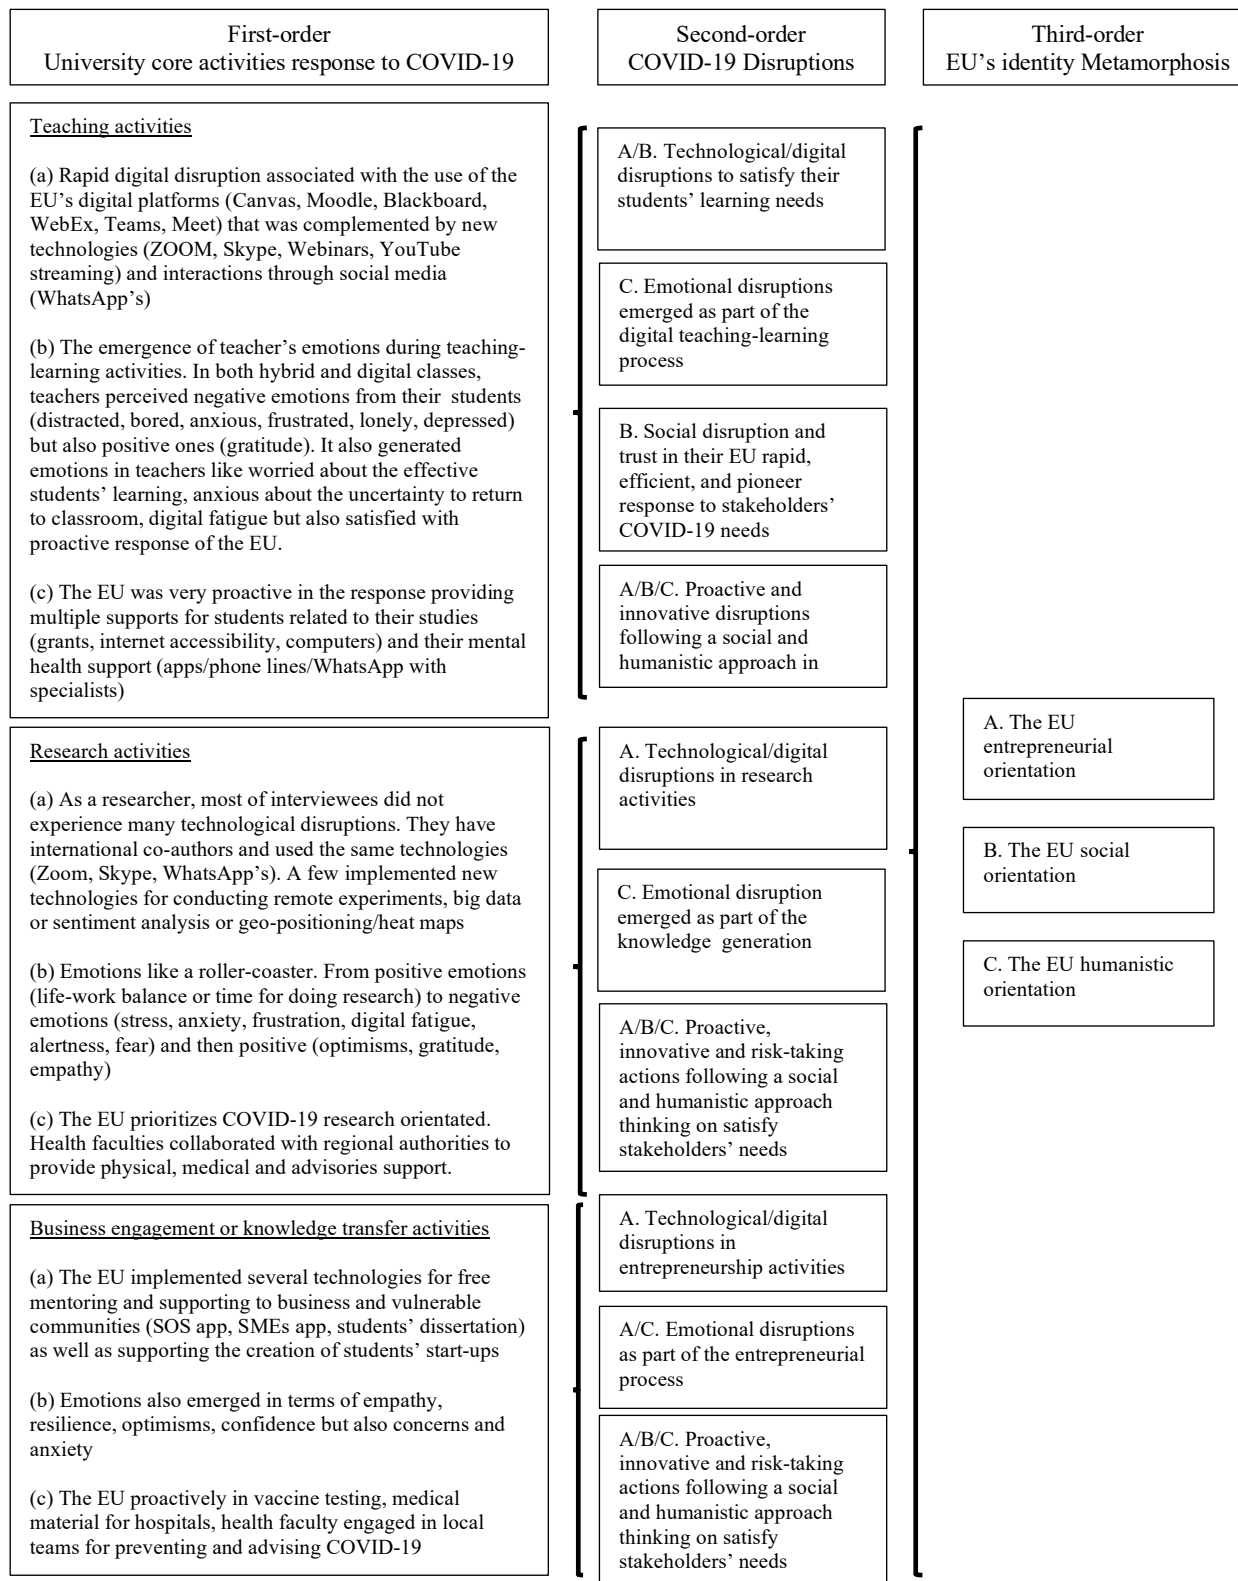 First-order
University core activities response to COVID-19
Second-order
COVID-19 Disruptions
Third-order
EU’s identity Metamorphosis
Teaching activities
(a) Rapid digital disruption associated with the use of the
EU’s digital platforms (Canvas, Moodle, Blackboard,
WebEx, Teams, Meet) that was complemented by new
technologies (ZOOM, Skype, Webinars, YouTube
streaming) and interactions through social media
(WhatsApp’s)
(b) The emergence of teacher’s emotions during teaching-
learning activities. In both hybrid and digital classes,
teachers perceived negative emotions from their students
(distracted, bored, anxious, frustrated, lonely, depressed)
but also positive ones (gratitude). It also generated
emotions in teachers like worried about the effective
students’ learning, anxious about the uncertainty to return
to classroom, digital fatigue but also satisfied with
proactive response of the EU.
(c) The EU was very proactive in the response providing
multiple supports for students related to their studies
(grants, internet accessibility, computers) and their mental
health support (apps/phone lines/WhatsApp with
specialists)
A/B. Technological/digital
disruptions to satisfy their
students’ learning needs
C. Emotional disruptions
emerged as part of the
digital teaching-learning
process
B. Social disruption and
trust in their EU rapid,
efficient, and pioneer
response to stakeholders’
COVID-19 needs
A/B/C. Proactive and
innovative disruptions
following a social and
humanistic approach in
Research activities
(a) As a researcher, most of interviewees did not
experience many technological disruptions. They have
international co-authors and used the same technologies
(Zoom, Skype, WhatsApp’s). A few implemented new
technologies for conducting remote experiments, big data
or sentiment analysis or geo-positioning/heat maps
(b) Emotions like a roller-coaster. From positive emotions
(life-work balance or time for doing research) to negative
emotions (stress, anxiety, frustration, digital fatigue,
alertness, fear) and then positive (optimisms, gratitude,
empathy)
(c) The EU prioritizes COVID-19 research orientated.
Health faculties collaborated with regional authorities to
provide physical, medical and advisories support.
A. Technological/digital
disruptions in research
activities
C. Emotional disruption
emerged as part of the
knowledge generation
A/B/C. Proactive,
innovative and risk-taking
actions following a social
and humanistic approach
thinking on satisfy
stakeholders’ needs
Business engagement or knowledge transfer activities
(a) The EU implemented several technologies for free
mentoring and supporting to business and vulnerable
communities (SOS app, SMEs app, students’ dissertation)
as well as supporting the creation of students’ start-ups
(b) Emotions also emerged in terms of empathy,
resilience, optimisms, confidence but also concerns and
anxiety
(c) The EU proactively in vaccine testing, medical
material for hospitals, health faculty engaged in local
teams for preventing and advising COVID-19
A. Technological/digital
disruptions in
entrepreneurship activities
A/C. Emotional disruptions
as part of the entrepreneurial
process
A/B/C. Proactive,
innovative and risk-taking
actions following a social
and humanistic approach
thinking on satisfy
stakeholders’ needs
A. The EU
entrepreneurial
orientation
B. The EU social
orientation
C. The EU humanistic
orientation